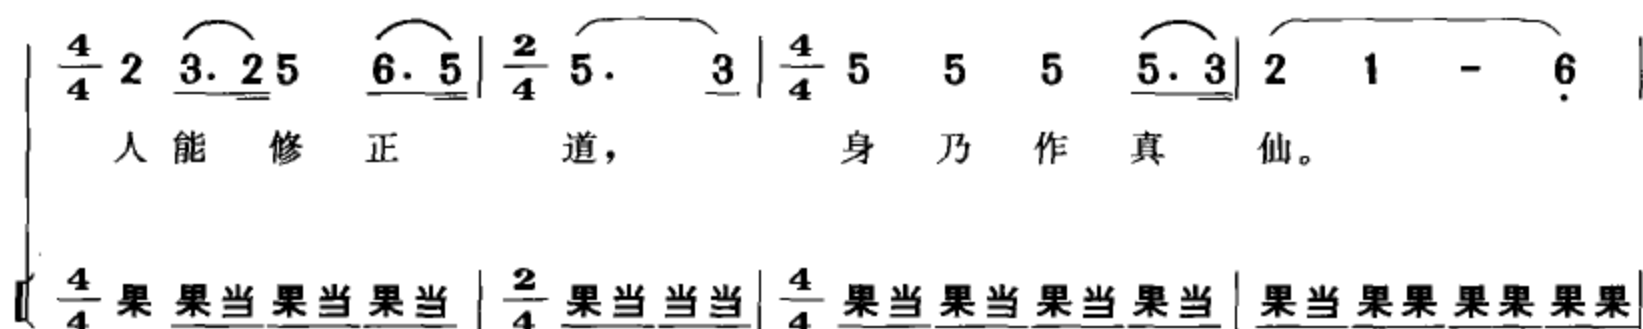 4/4 2 3. 2 5 6. 5 | 2/4 5. 3 | 4/4 5 5 5 5. 3 | 2 1 - 6 |
人能修正道，身乃作真仙。
4/4 果 果当 果当 果当 | 2/4 果当 当当 | 4/4 果当 果当 果当 果当 | 果当 果果 果果 果果 |